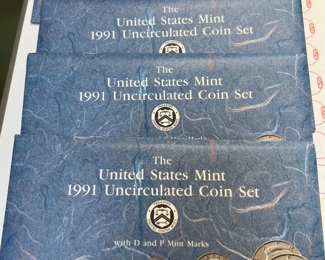 The
United States Mint
1991 Uncirculated Coin Set
The
United States Mint
1991 Uncirculated Coin Set
The
United States Mint
1991 Uncirculated Coin Set
with D and P Mint Marks